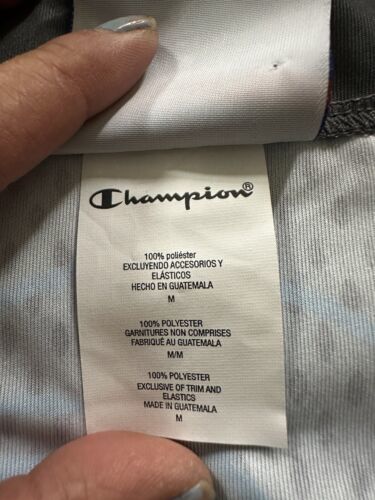 Champion®
100% poliéster
EXCLUYENDO ACCESORIOS Y
ELÁSTICOS
HECHO EN GUATEMALA
M
100% POLYESTER
GARNITURES NON COMPRISES
FABRIQUÉ AU GUATEMALA
M/M
100% POLYESTER
EXCLUSIVE OF TRIM AND
ELASTICS
MADE IN GUATEMALA
M